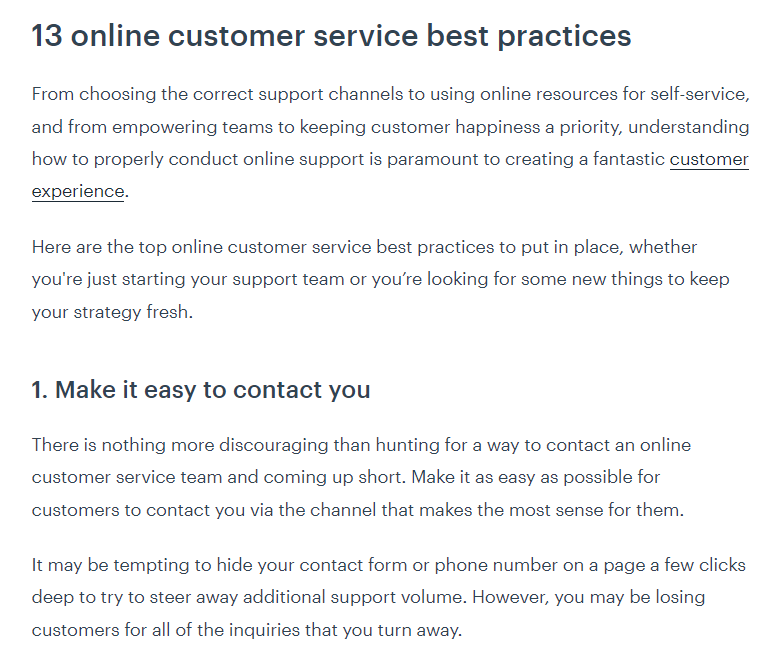 13 online customer service best practices
From choosing the correct support channels to using online resources for self-service,
and from empowering teams to keeping customer happiness a priority, understanding
how to properly conduct online support is paramount to creating a fantastic customer
experience.
Here are the top online customer service best practices to put in place, whether
you're just starting your support team or you’re looking for some new things to keep
your strategy fresh.
1. Make it easy to contact you
There is nothing more discouraging than hunting for a way to contact an online
customer service team and coming up short. Make it as easy as possible for
customers to contact you via the channel that makes the most sense for them.
It may be tempting to hide your contact form or phone number on a page a few clicks
deep to try to steer away additional support volume. However, you may be losing
customers for all of the inquiries that you turn away.